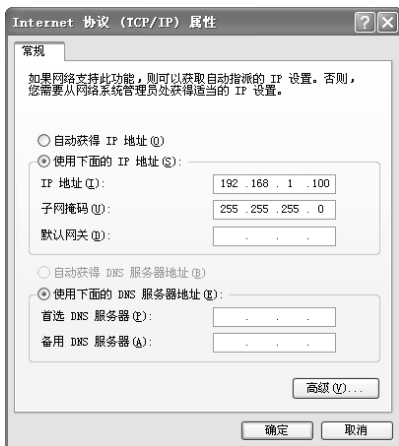 Internet 协议 (TCP/IP) 属性
常规
如果网络支持此功能，则可以获取自动指派的 IP 设置。否则，
您需要从网络系统管理员处获得适当的 IP 设置。
自动获得 IP 地址(O)
使用下面的 IP 地址(S):
IP 地址(I): 192 .168 . 1 .100
子网掩码(U): 255 .255 .255 . 0
默认网关(D): . . .
自动获得 DNS 服务器地址(B)
使用下面的 DNS 服务器地址(E):
首选 DNS 服务器(P): . . .
备用 DNS 服务器(A): . . .
高级(V)...
确定 取消